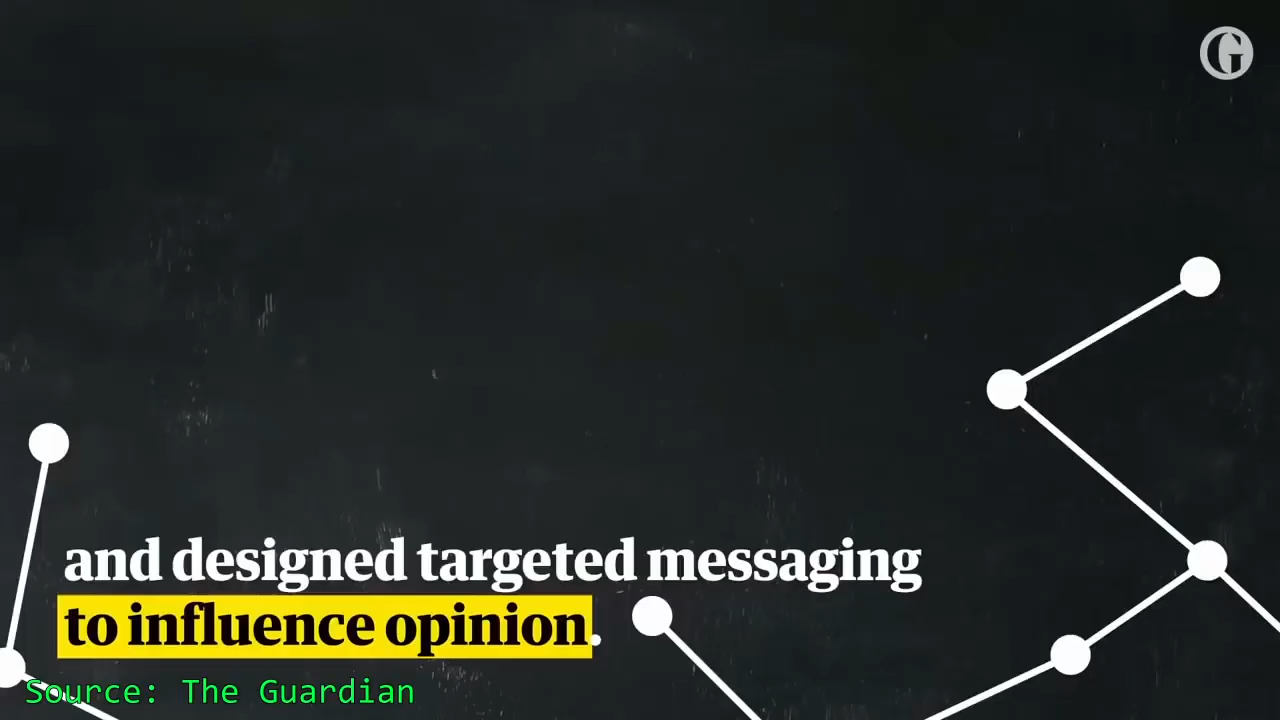 and designed targeted messaging
to influence opinion.
Source: The Guardian